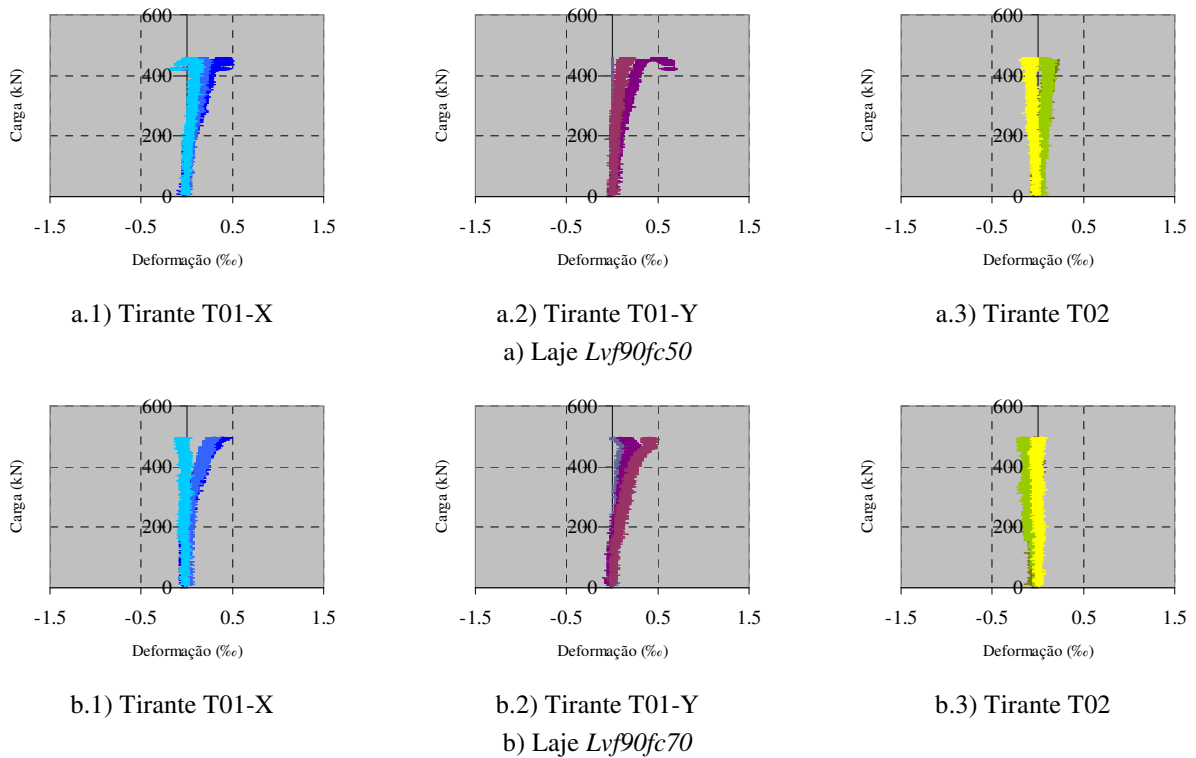 600
400
200
0
-1.5 -0.5 0.5 1.5
Carga (kN)
Deformação (‰)
a.1) Tirante T01-X
600
400
200
0
-1.5 -0.5 0.5 1.5
Carga (kN)
Deformação (‰)
a.2) Tirante T01-Y
600
400
200
0
-1.5 -0.5 0.5 1.5
Carga (kN)
Deformação (‰)
a.3) Tirante T02
a) Laje Lvf90fc50
600
400
200
0
-1.5 -0.5 0.5 1.5
Carga (kN)
Deformação (‰)
b.1) Tirante T01-X
600
400
200
0
-1.5 -0.5 0.5 1.5
Carga (kN)
Deformação (‰)
b.2) Tirante T01-Y
600
400
200
0
-1.5 -0.5 0.5 1.5
Carga (kN)
Deformação (‰)
b.3) Tirante T02
b) Laje Lvf90fc70